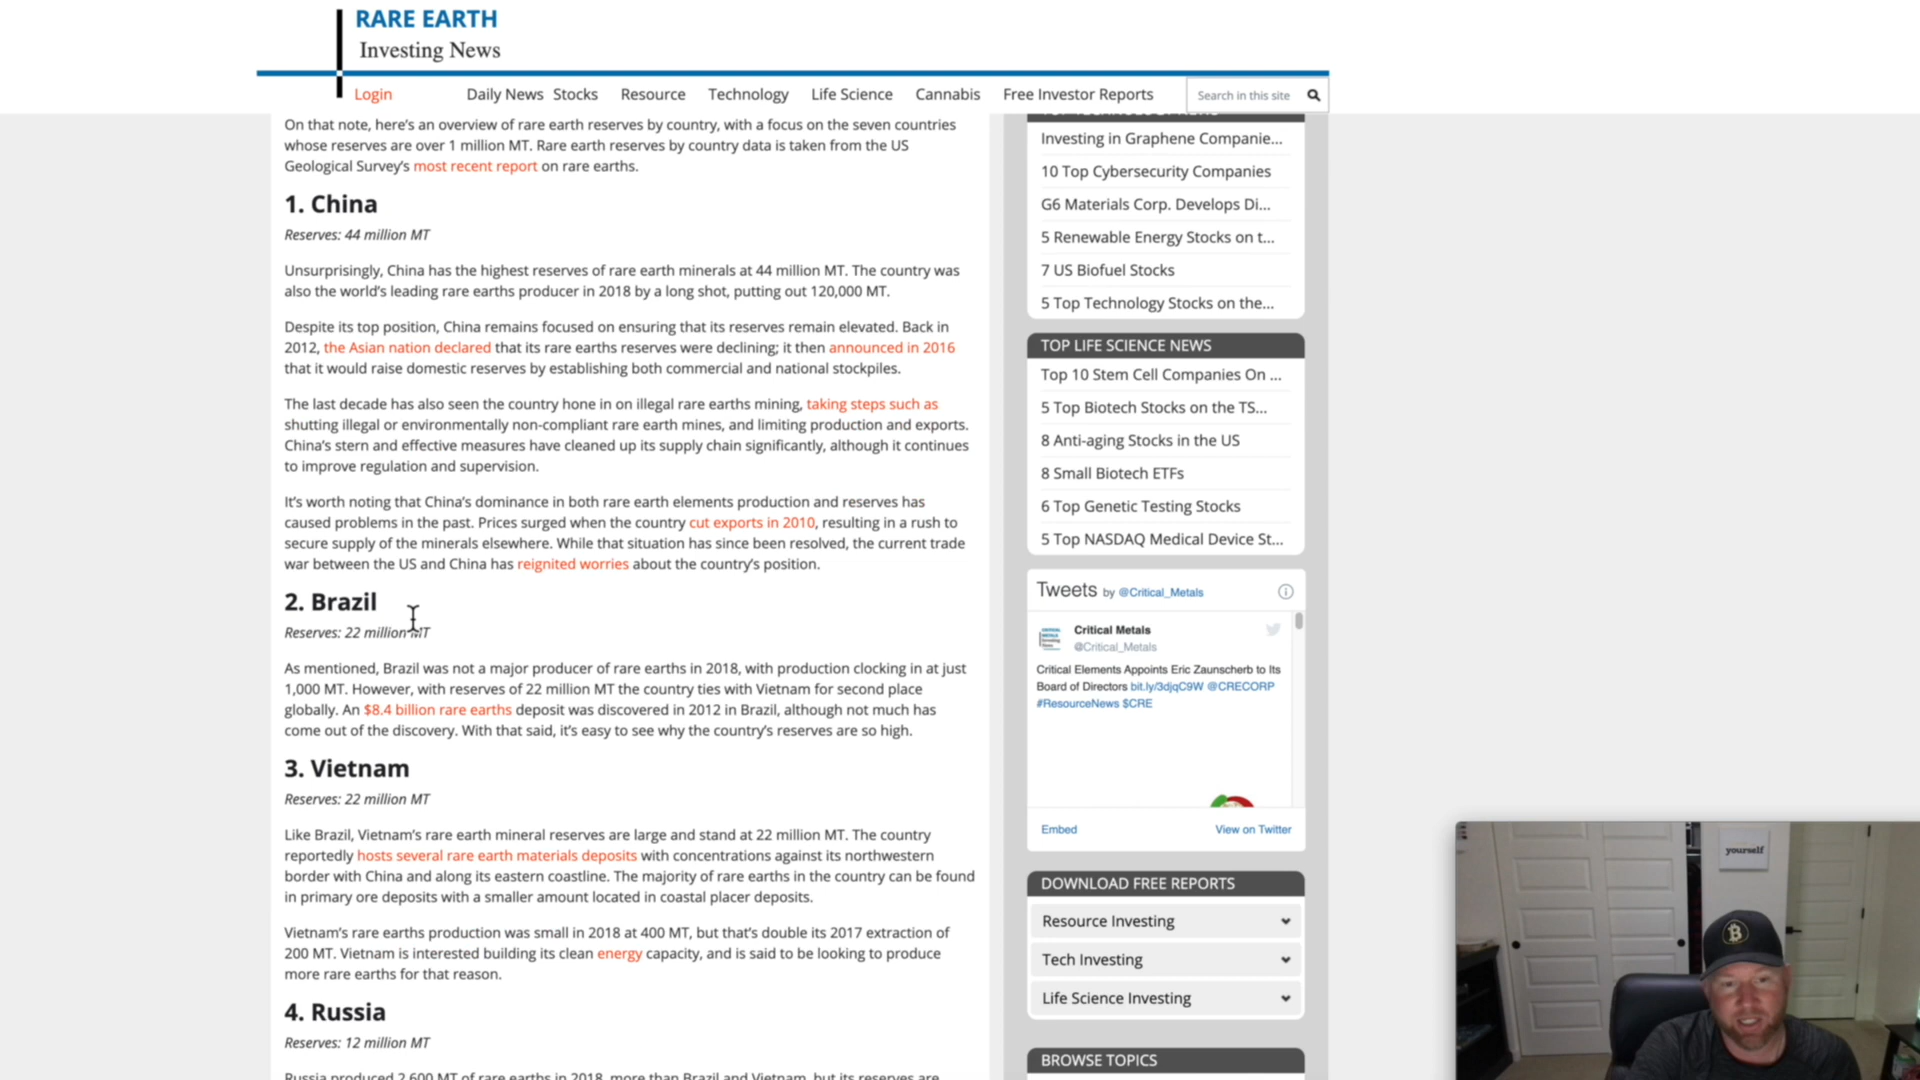 RARE EARTH
Investing News
Login
Daily News Stocks Resource Technology Life Science Cannabis Free Investor Reports
Search in this site
On that note, here's an overview of rare earth reserves by country, with a focus on the seven countries
whose reserves are over 1 million MT. Rare earth reserves by country data is taken from the US
Geological Survey's most recent report on rare earths.
1. China
Reserves: 44 million MT
Unsurprisingly, China has the highest reserves of rare earth minerals at 44 million MT. The country was
also the world's leading rare earths producer in 2018 by a long shot, putting out 120,000 MT.
Despite its top position, China remains focused on ensuring that its reserves remain elevated. Back in
2012, the Asian nation declared that its rare earths reserves were declining; it then announced in 2016
that it would raise domestic reserves by establishing both commercial and national stockpiles.
The last decade has also seen the country hone in on illegal rare earths mining, taking steps such as
shutting illegal or environmentally non-compliant rare earth mines, and limiting production and exports.
China's stern and effective measures have cleaned up its supply chain significantly, although it continues
to improve regulation and supervision.
It's worth noting that China's dominance in both rare earth elements production and reserves has
caused problems in the past. Prices surged when the country cut exports in 2010, resulting in a rush to
secure supply of the minerals elsewhere. While that situation has since been resolved, the current trade
war between the US and China has reignited worries about the country's position.
2. Brazil
Reserves: 22 million MT
As mentioned, Brazil was not a major producer of rare earths in 2018, with production clocking in at just
1,000 MT. However, with reserves of 22 million MT the country ties with Vietnam for second place
globally. An $8.4 billion rare earths deposit was discovered in 2012 in Brazil, although not much has
come out of the discovery. With that said, it's easy to see why the country's reserves are so high.
3. Vietnam
Reserves: 22 million MT
Like Brazil, Vietnam's rare earth mineral reserves are large and stand at 22 million MT. The country
reportedly hosts several rare earth materials deposits with concentrations against its northwestern
border with China and along its eastern coastline. The majority of rare earths in the country can be found
in primary ore deposits with a smaller amount located in coastal placer deposits.
Vietnam's rare earths production was small in 2018 at 400 MT, but that's double its 2017 extraction of
200 MT. Vietnam is interested building its clean energy capacity, and is said to be looking to produce
more rare earths for that reason.
4. Russia
Reserves: 12 million MT
Russia produced 2,600 MT of rare earths in 2018, more than Brazil and Vietnam, but its reserves are
Investing in Graphene Companie...
10 Top Cybersecurity Companies
G6 Materials Corp. Develops Di...
5 Renewable Energy Stocks on t...
7 US Biofuel Stocks
5 Top Technology Stocks on the...
TOP LIFE SCIENCE NEWS
Top 10 Stem Cell Companies On ...
5 Top Biotech Stocks on the TS...
8 Anti-aging Stocks in the US
8 Small Biotech ETFs
6 Top Genetic Testing Stocks
5 Top NASDAQ Medical Device St...
Tweets by @Critical_Metals
Critical Metals
@Critical_Metals
Critical Elements Appoints Eric Zaunscherb to Its
Board of Directors bit.ly/3djqC9W @CRECORP
#ResourceNews $CRE
Embed View on Twitter
DOWNLOAD FREE REPORTS
Resource Investing
Tech Investing
Life Science Investing
BROWSE TOPICS
yourself